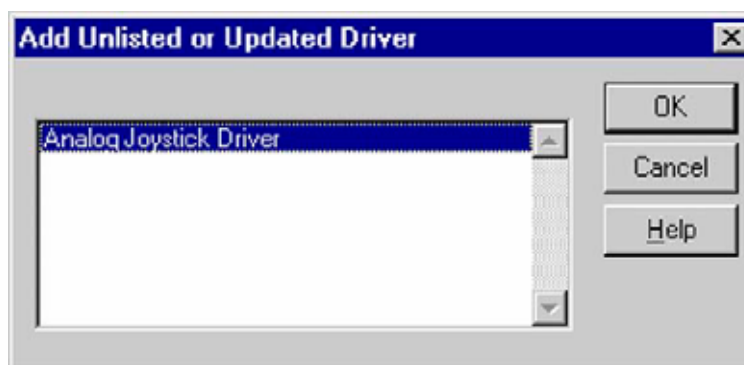 Add Unlisted or Updated Driver
Analog Joystick Driver
OK
Cancel
Help